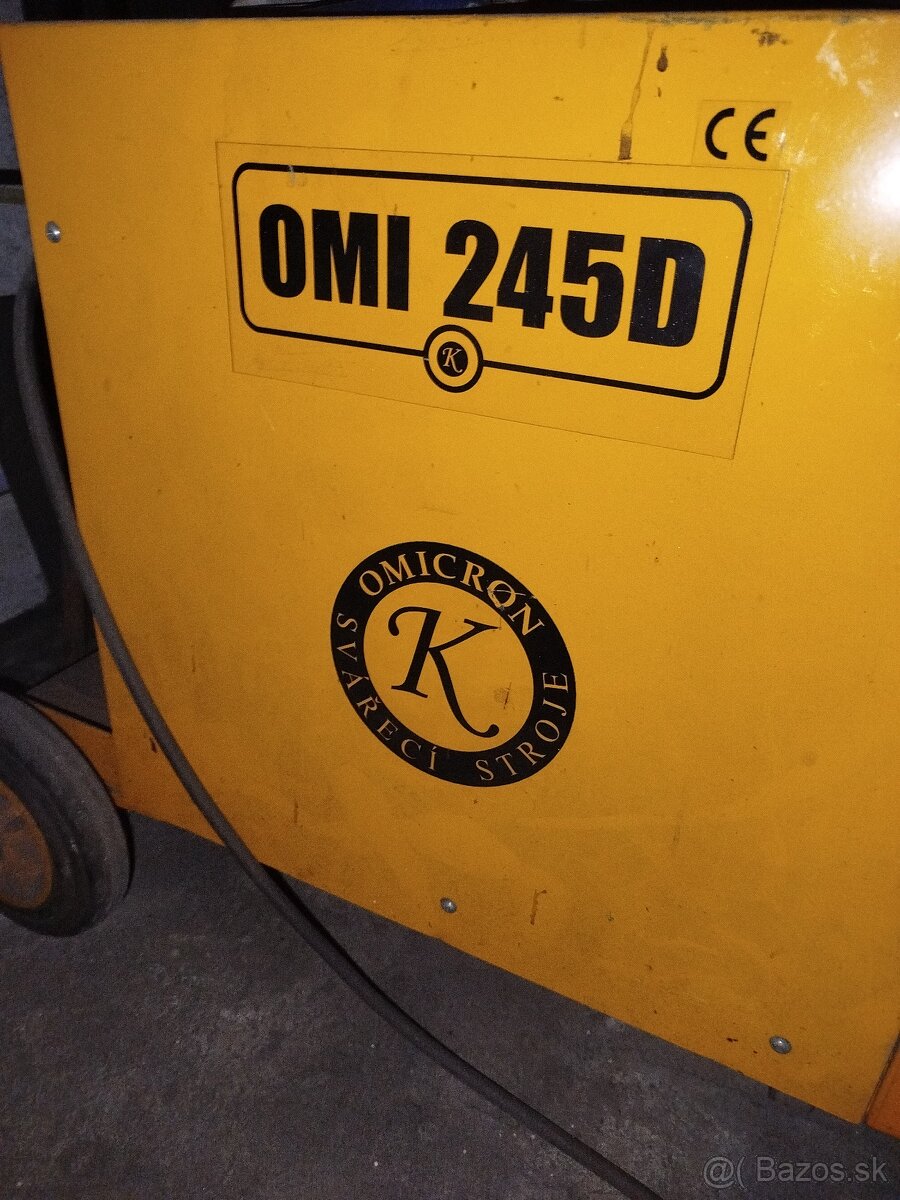 CE
OMI 245D
K
OMICRON
K
SVÁŘECÍ STROJE
@( Bazos.sk